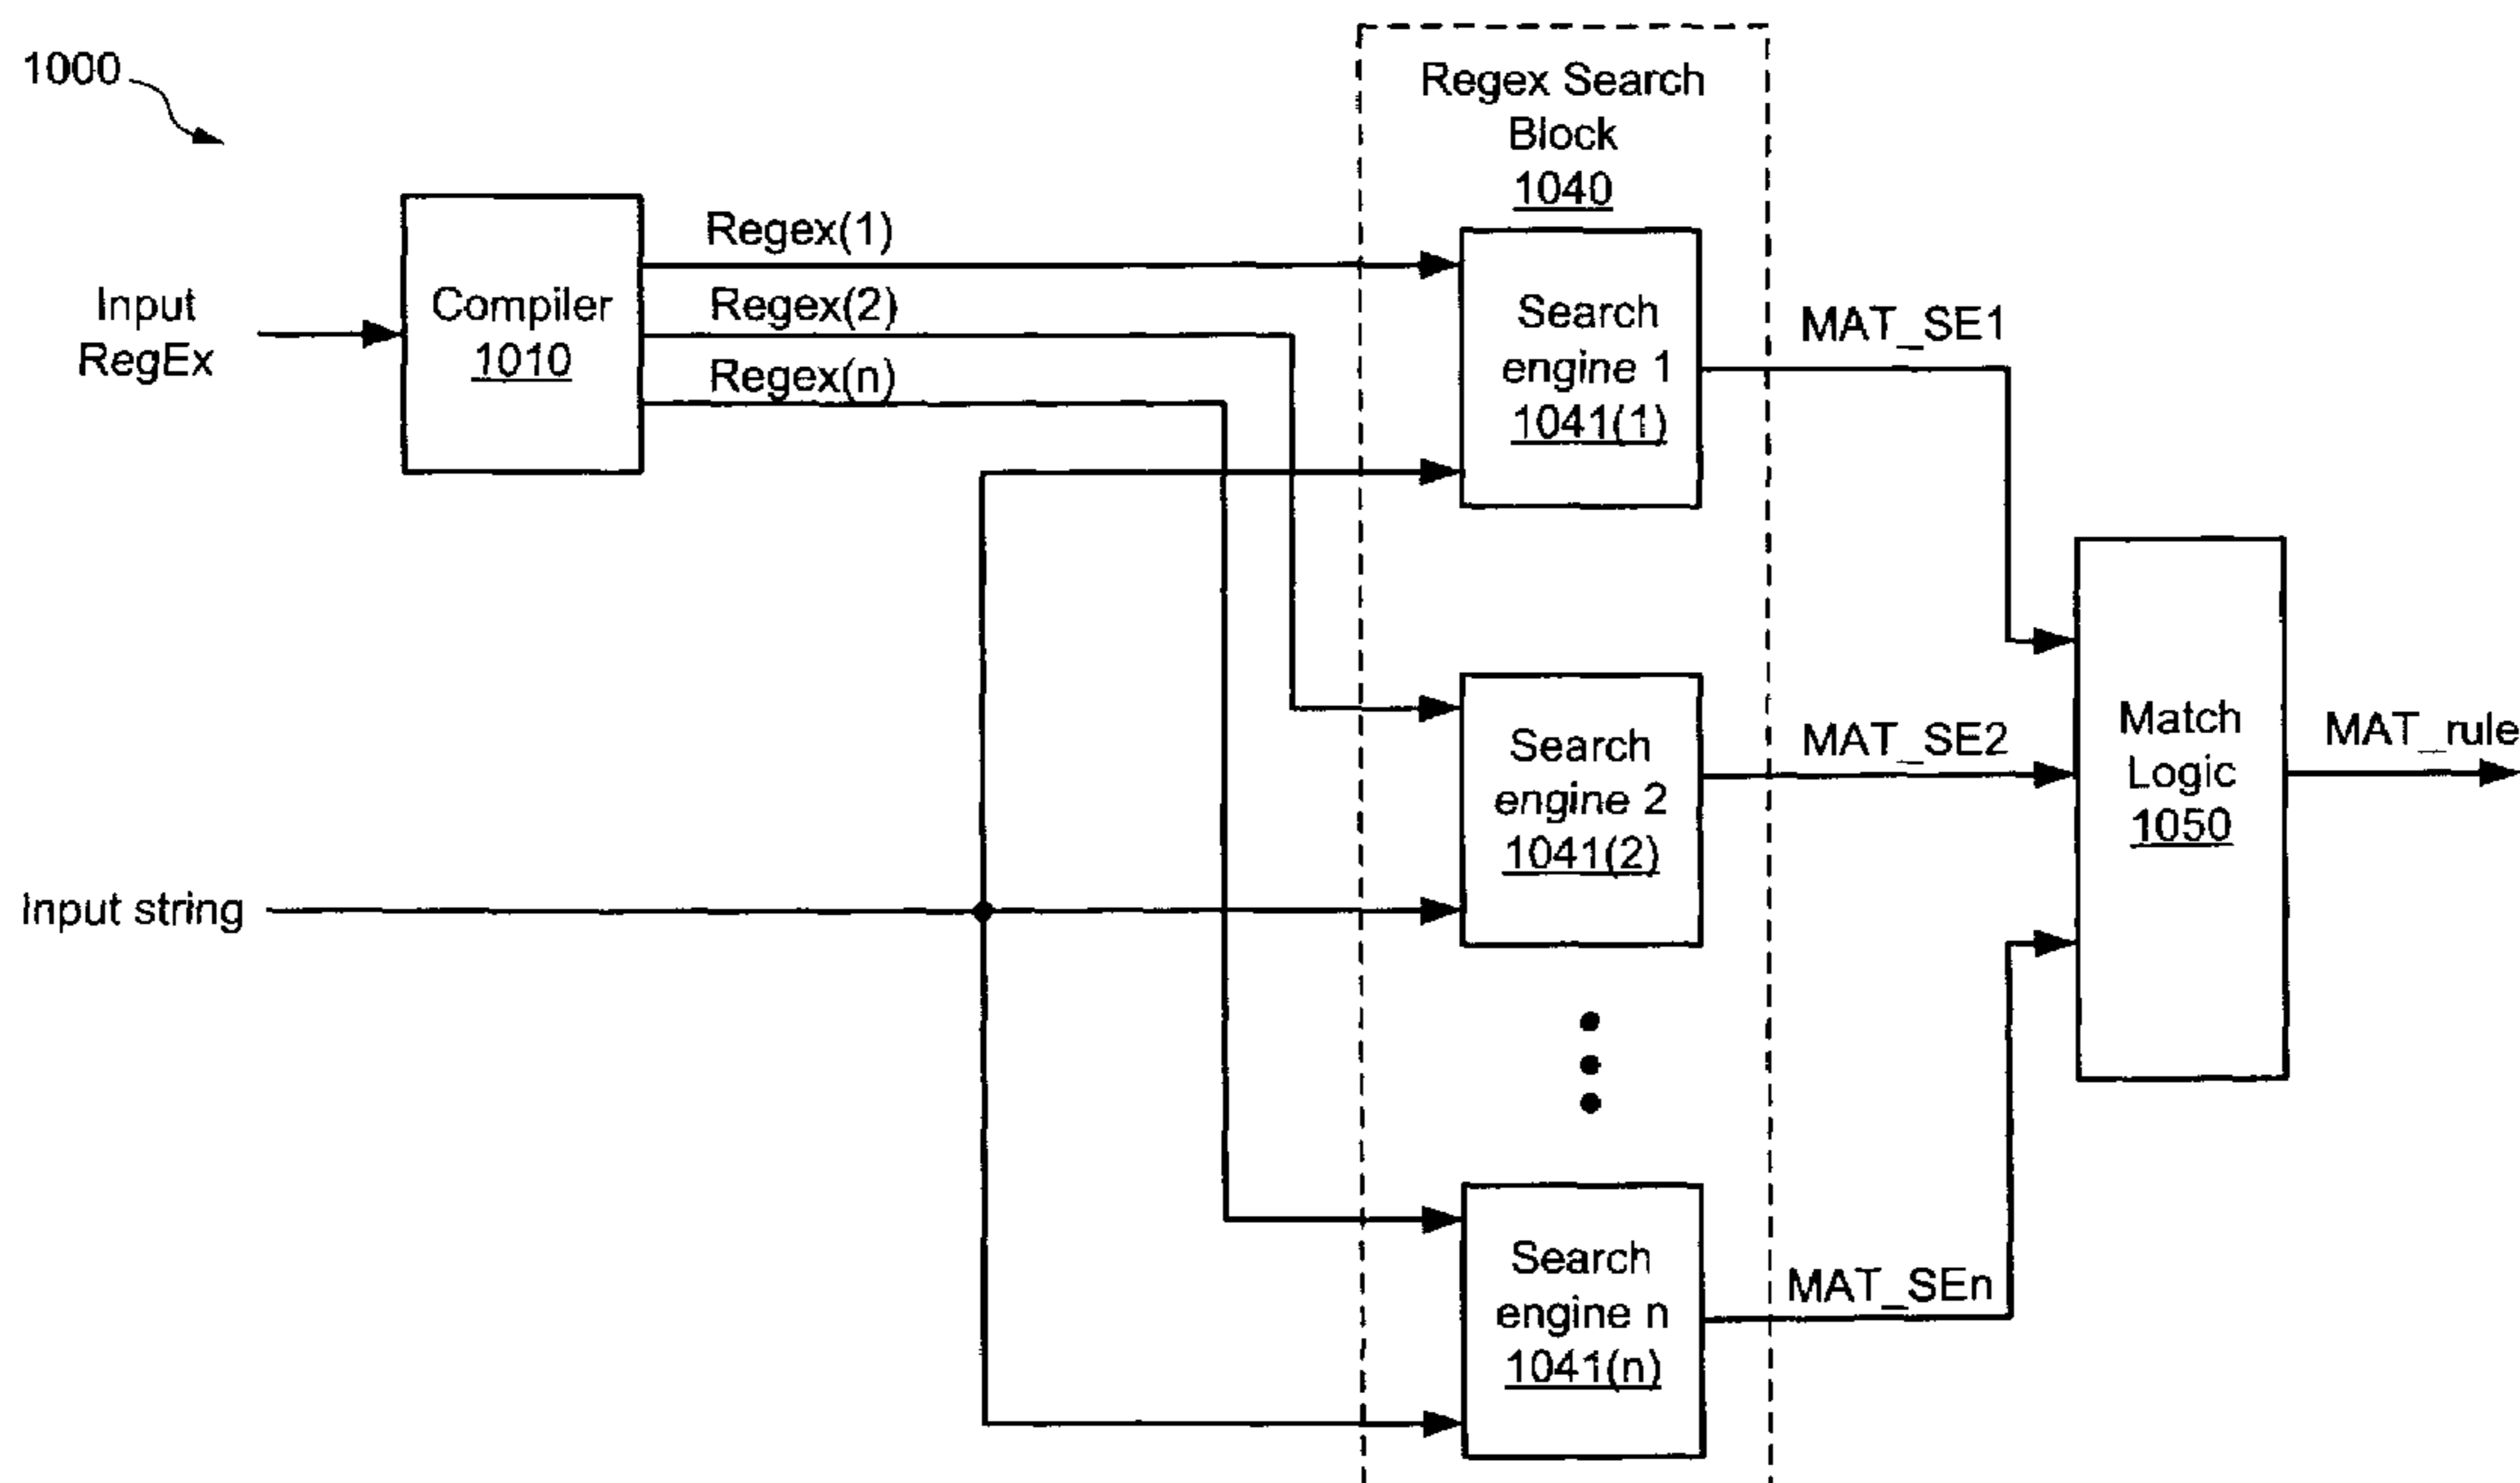 1000
Regex Search
Block
1040
Input
RegEx
Compiler
1010
Regex(1)
Regex(2)
Regex(n)
Search
engine 1
1041(1)
MAT_SE1
Search
engine 2
1041(2)
MAT_SE2
Match
Logic
1050
MAT_rule
Input string
Search
engine n
1041(n)
MAT_SEn